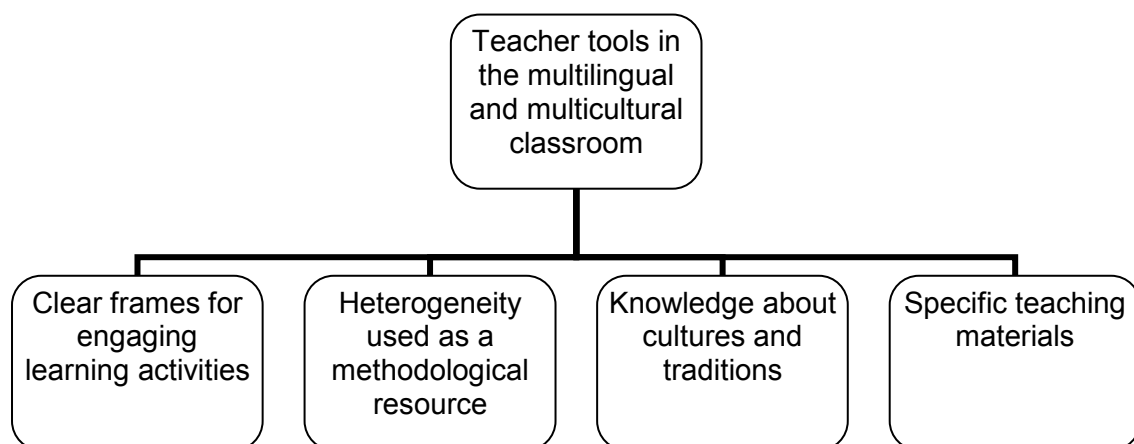 Teacher tools in
the multilingual
and multicultural
classroom
Clear frames for
engaging
learning activities
Heterogeneity
used as a
methodological
resource
Knowledge about
cultures and
traditions
Specific teaching
materials